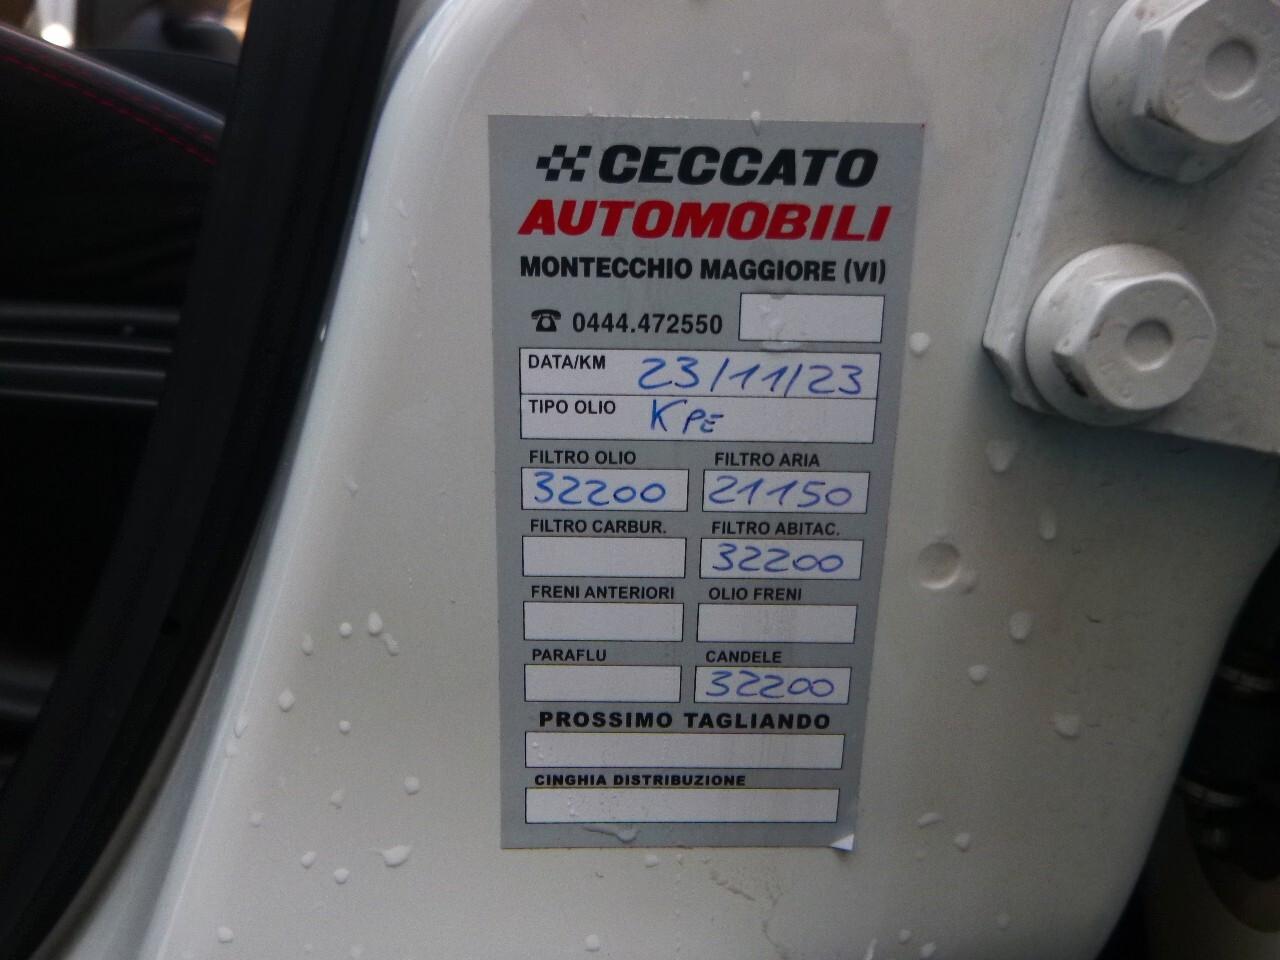 CECCATO
AUTOMOBILI
MONTECCHIO MAGGIORE (VI)
☎ 0444.472550
DATA/KM 23/11/23
TIPO OLIO KPE
FILTRO OLIO FILTRO ARIA
32200 21150
FILTRO CARBUR. FILTRO ABITAC.
32200
FRENI ANTERIORI OLIO FRENI
PARAFLU CANDELE
32200
PROSSIMO TAGLIANDO
CINGHIA DISTRIBUZIONE